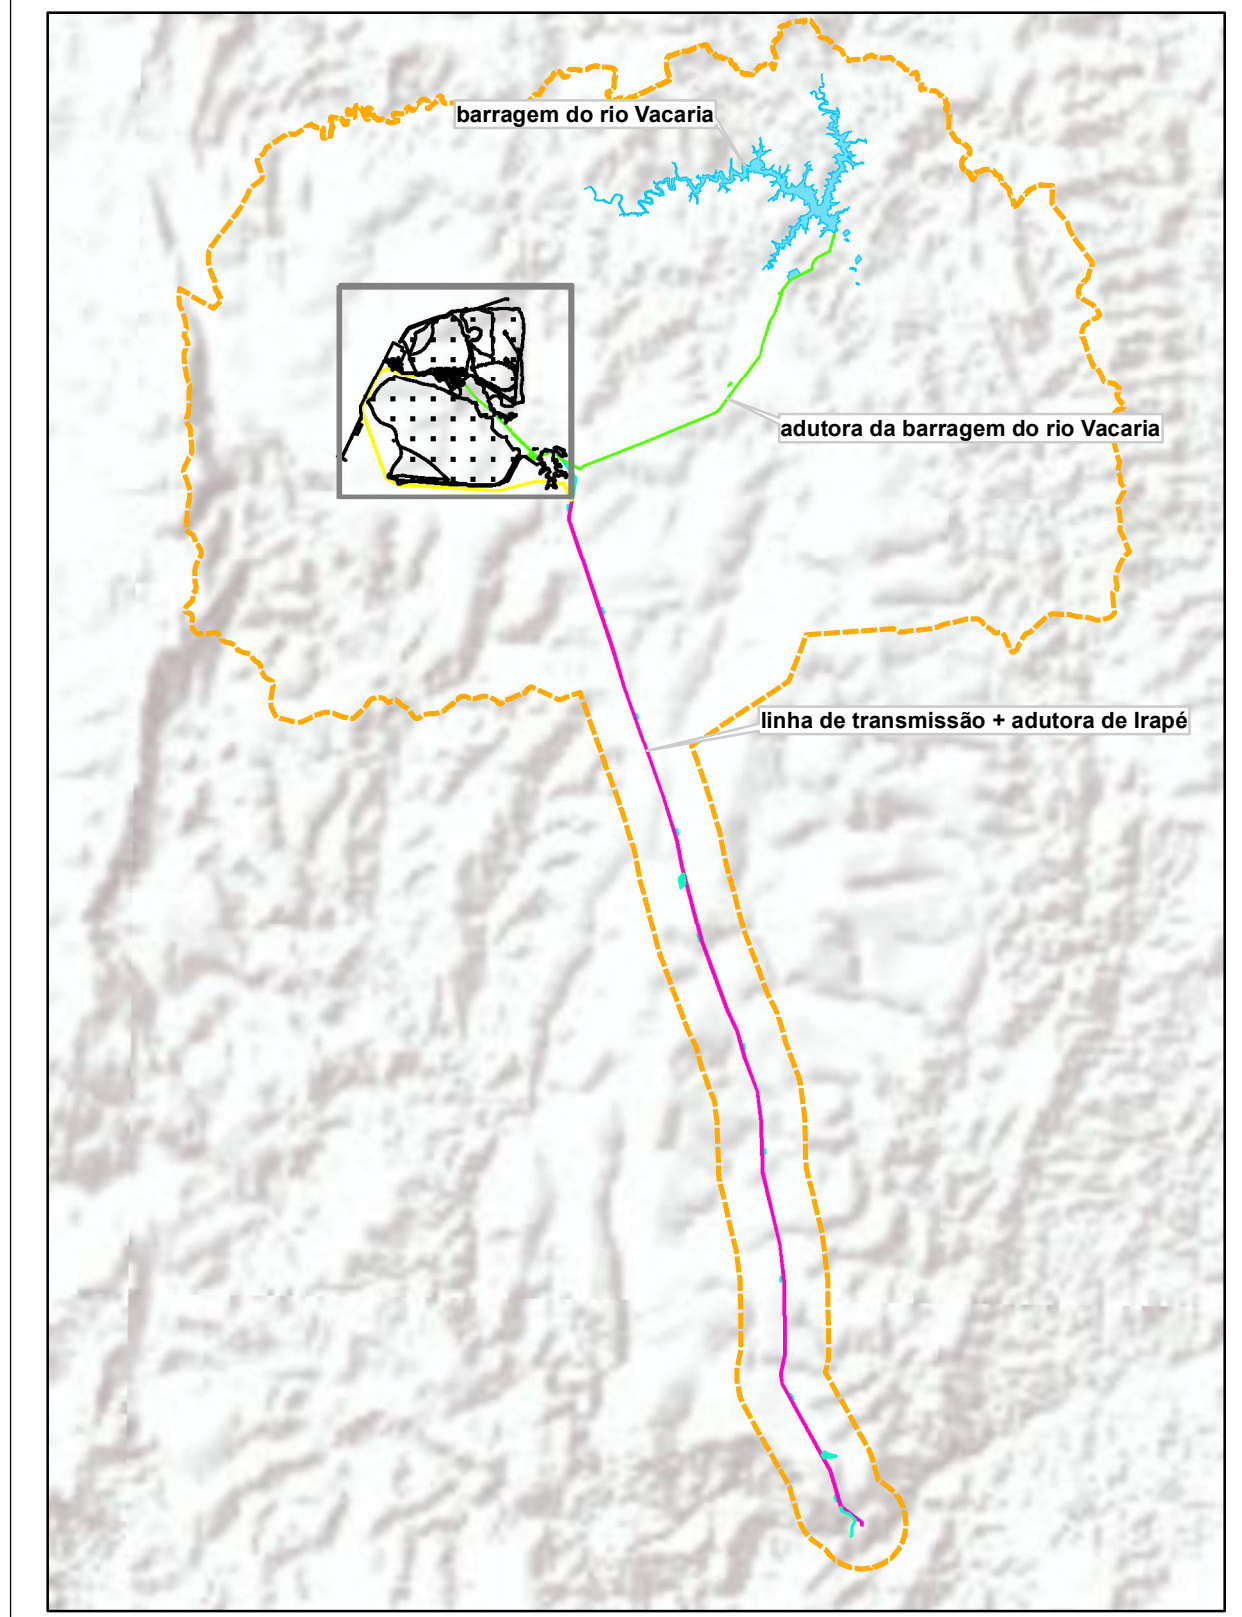 barragem do rio Vacaria
adutora da barragem do rio Vacaria
linha de transmissão + adutora de Irapé